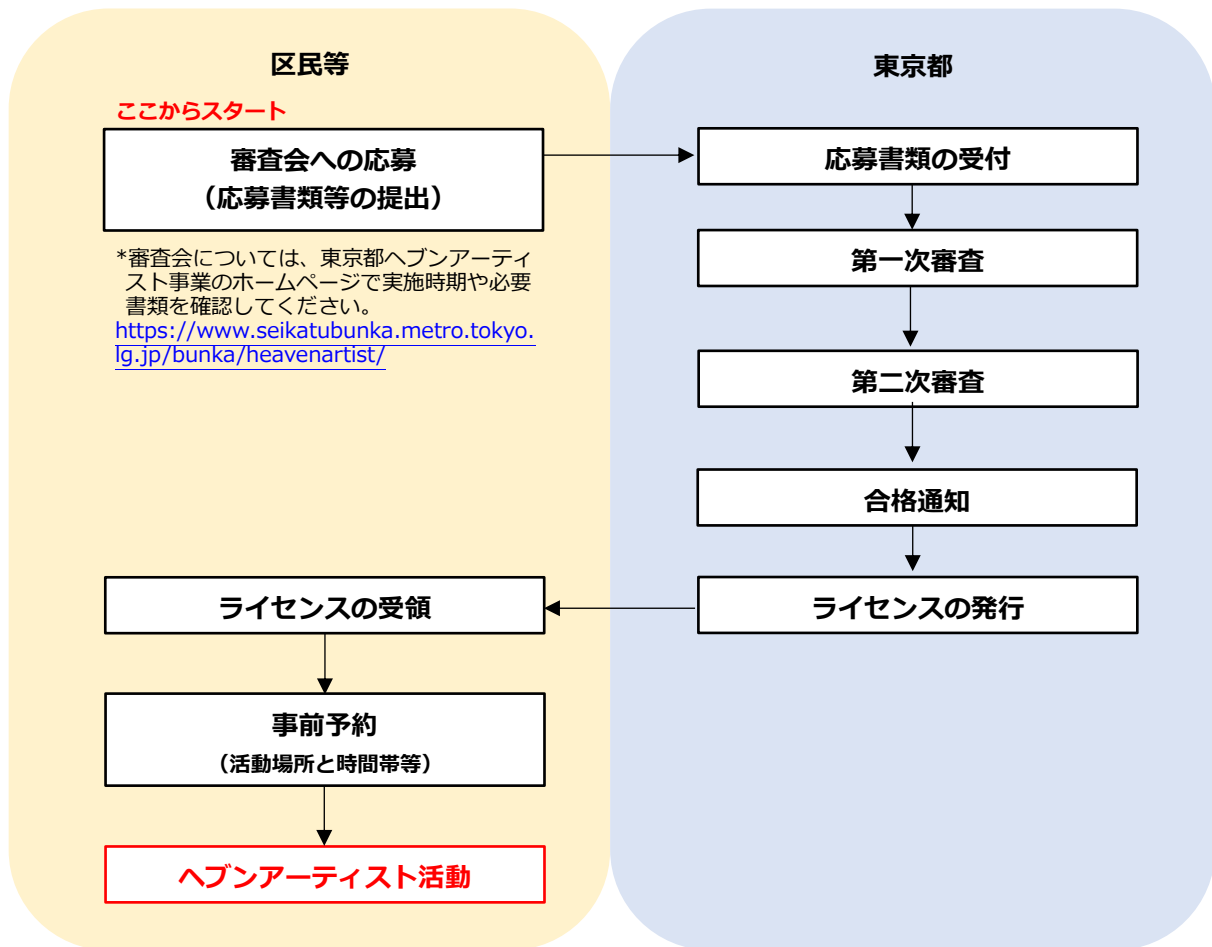 区民等
ここからスタート
審査会への応募
（応募書類等の提出）
*審査会については、東京都ヘブンアーティ
スト事業のホームページで実施時期や必要
書類を確認してください。
https://www.seikatubunka.metro.tokyo.
lg.jp/bunka/heavenartist/
東京都
応募書類の受付
第一次審査
第二次審査
合格通知
ライセンスの発行
ライセンスの受領
事前予約
（活動場所と時間帯等）
ヘブンアーティスト活動